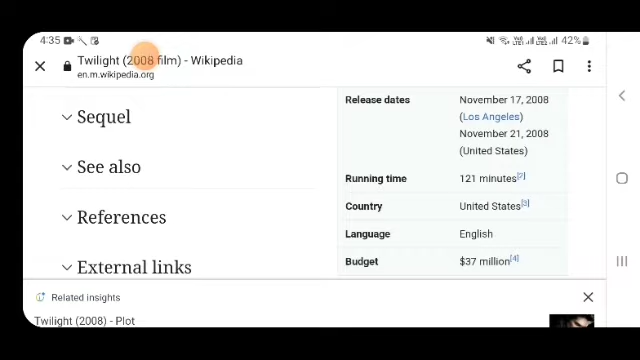 4:35 42%
Twilight (2008 film) - Wikipedia
en.m.wikipedia.org
Sequel
See also
References
External links
Release dates November 17, 2008
(Los Angeles)
November 21, 2008
(United States)
Running time 121 minutes[2]
Country United States[3]
Language English
Budget $37 million[4]
Related insights
Twilight (2008) - Plot